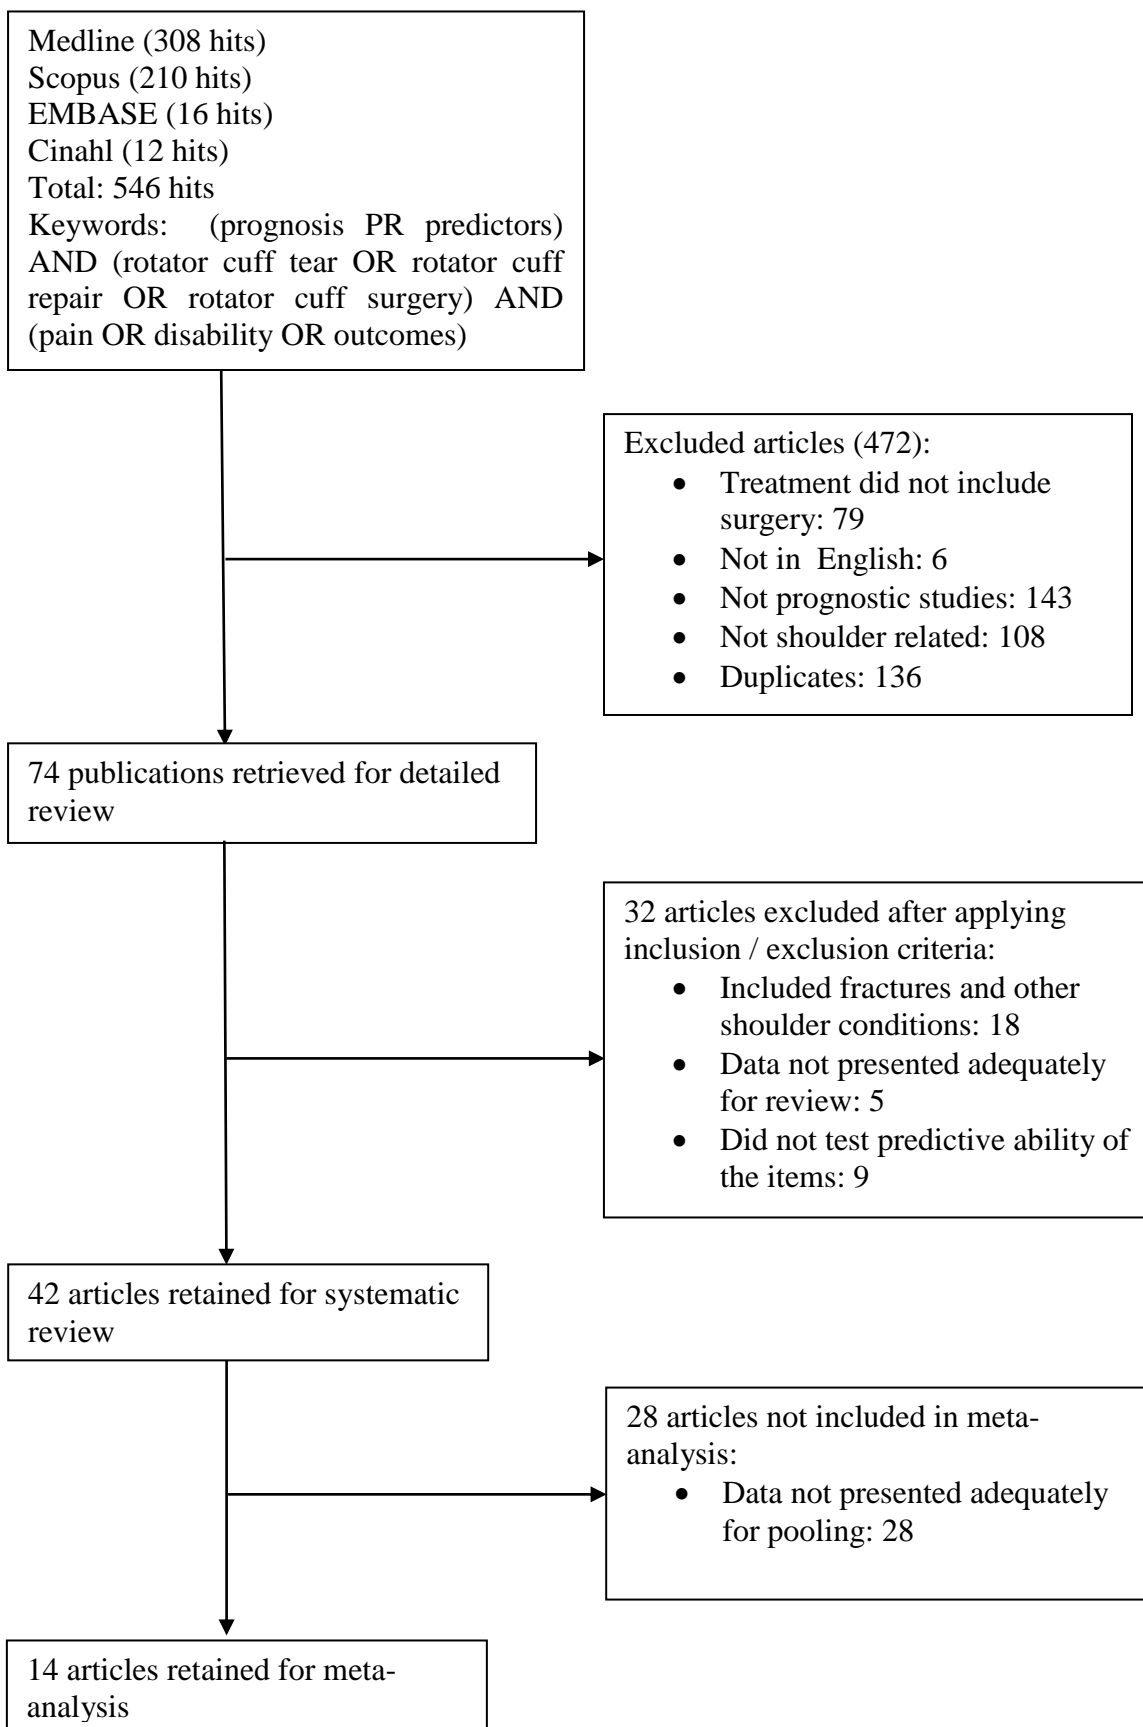 Medline (308 hits)
Scopus (210 hits)
EMBASE (16 hits)
Cinahl (12 hits)
Total: 546 hits
Keywords: (prognosis PR predictors)
AND (rotator cuff tear OR rotator cuff
repair OR rotator cuff surgery) AND
(pain OR disability OR outcomes)
Excluded articles (472):
• Treatment did not include
surgery: 79
• Not in English: 6
• Not prognostic studies: 143
• Not shoulder related: 108
• Duplicates: 136
74 publications retrieved for detailed
review
32 articles excluded after applying
inclusion / exclusion criteria:
• Included fractures and other
shoulder conditions: 18
• Data not presented adequately
for review: 5
• Did not test predictive ability of
the items: 9
42 articles retained for systematic
review
28 articles not included in meta-
analysis:
• Data not presented adequately
for pooling: 28
14 articles retained for meta-
analysis